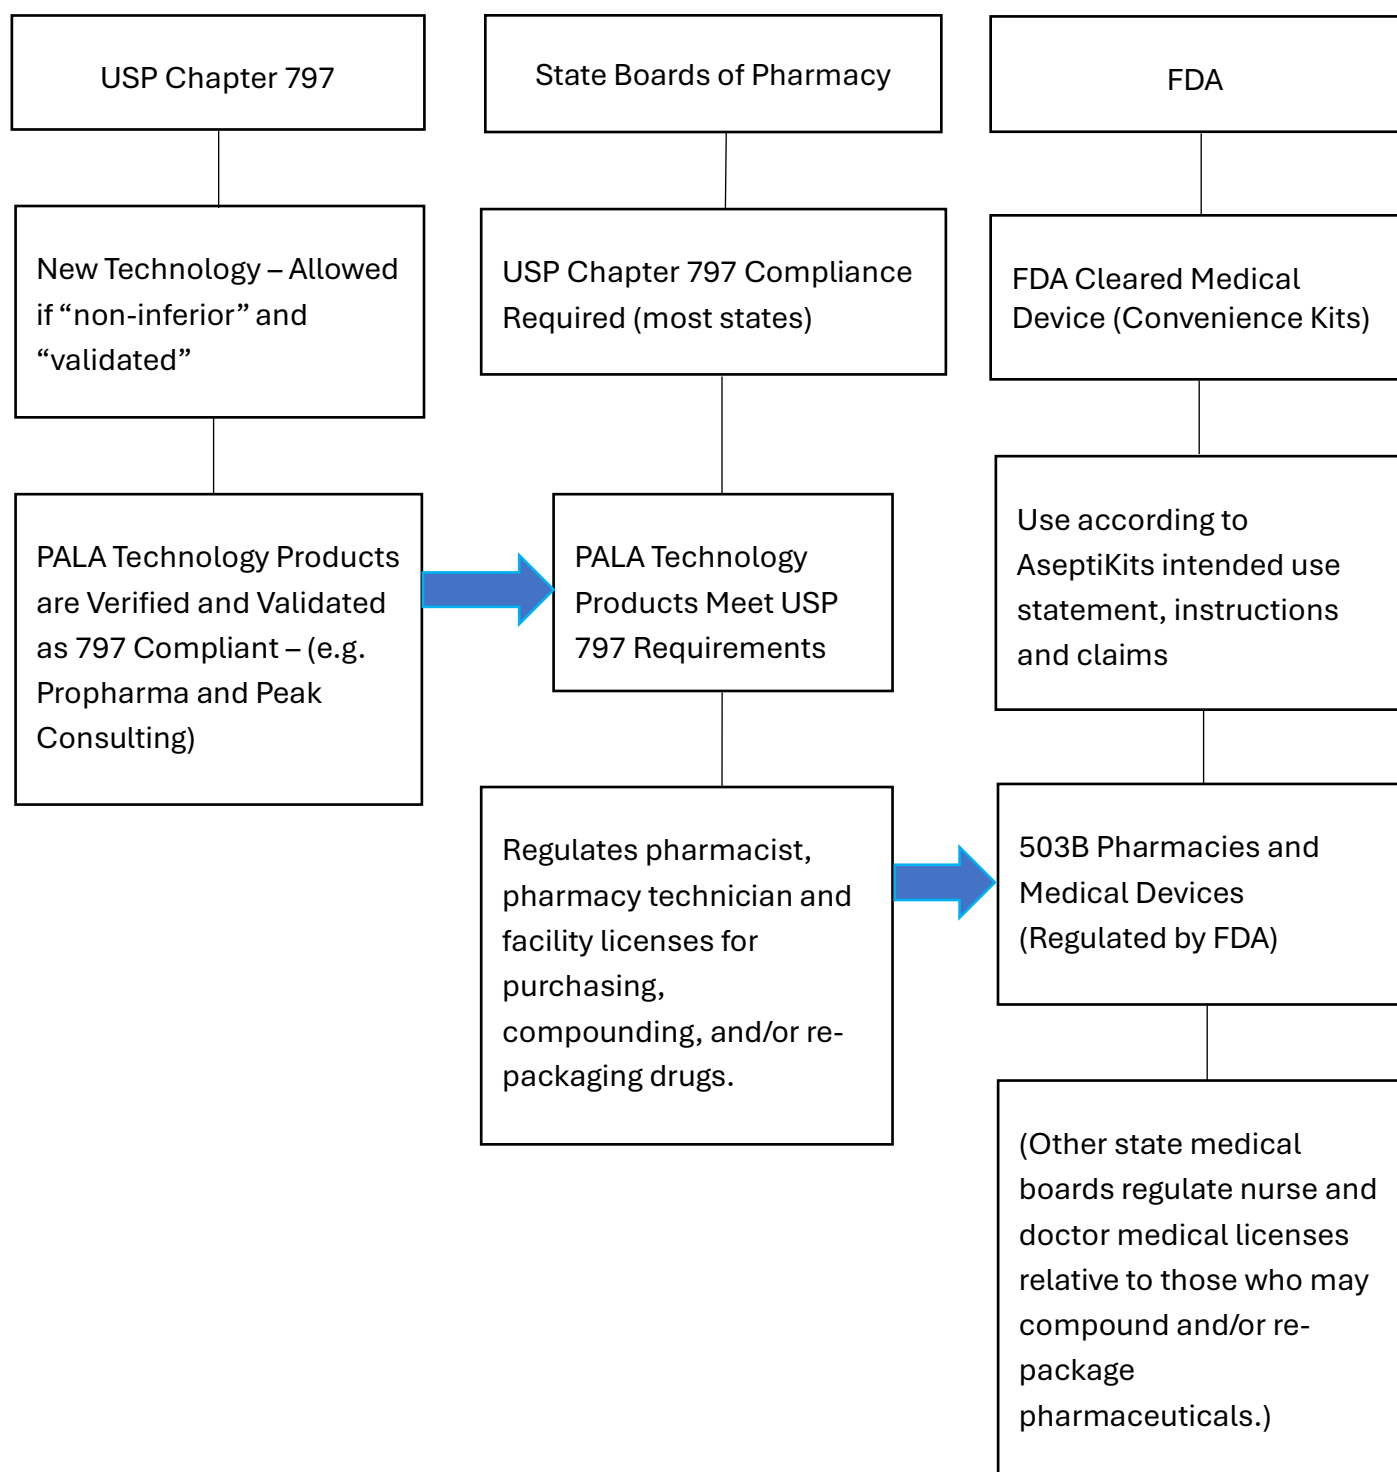 USP Chapter 797
State Boards of Pharmacy
FDA
New Technology – Allowed
if “non-inferior” and
“validated”
USP Chapter 797 Compliance
Required (most states)
FDA Cleared Medical
Device (Convenience Kits)
PALA Technology Products
are Verified and Validated
as 797 Compliant – (e.g.
Propharma and Peak
Consulting)
PALA Technology
Products Meet USP
797 Requirements
Use according to
AseptiKits intended use
statement, instructions
and claims
Regulates pharmacist,
pharmacy technician and
facility licenses for
purchasing,
compounding, and/or re-
packaging drugs.
503B Pharmacies and
Medical Devices
(Regulated by FDA)
(Other state medical
boards regulate nurse and
doctor medical licenses
relative to those who may
compound and/or re-
package
pharmaceuticals.)